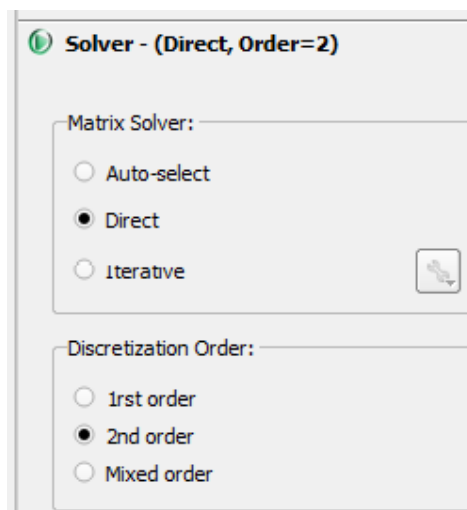 Solver - (Direct, Order=2)
Matrix Solver:
Auto-select
Direct
Iterative
Discretization Order:
1rst order
2nd order
Mixed order